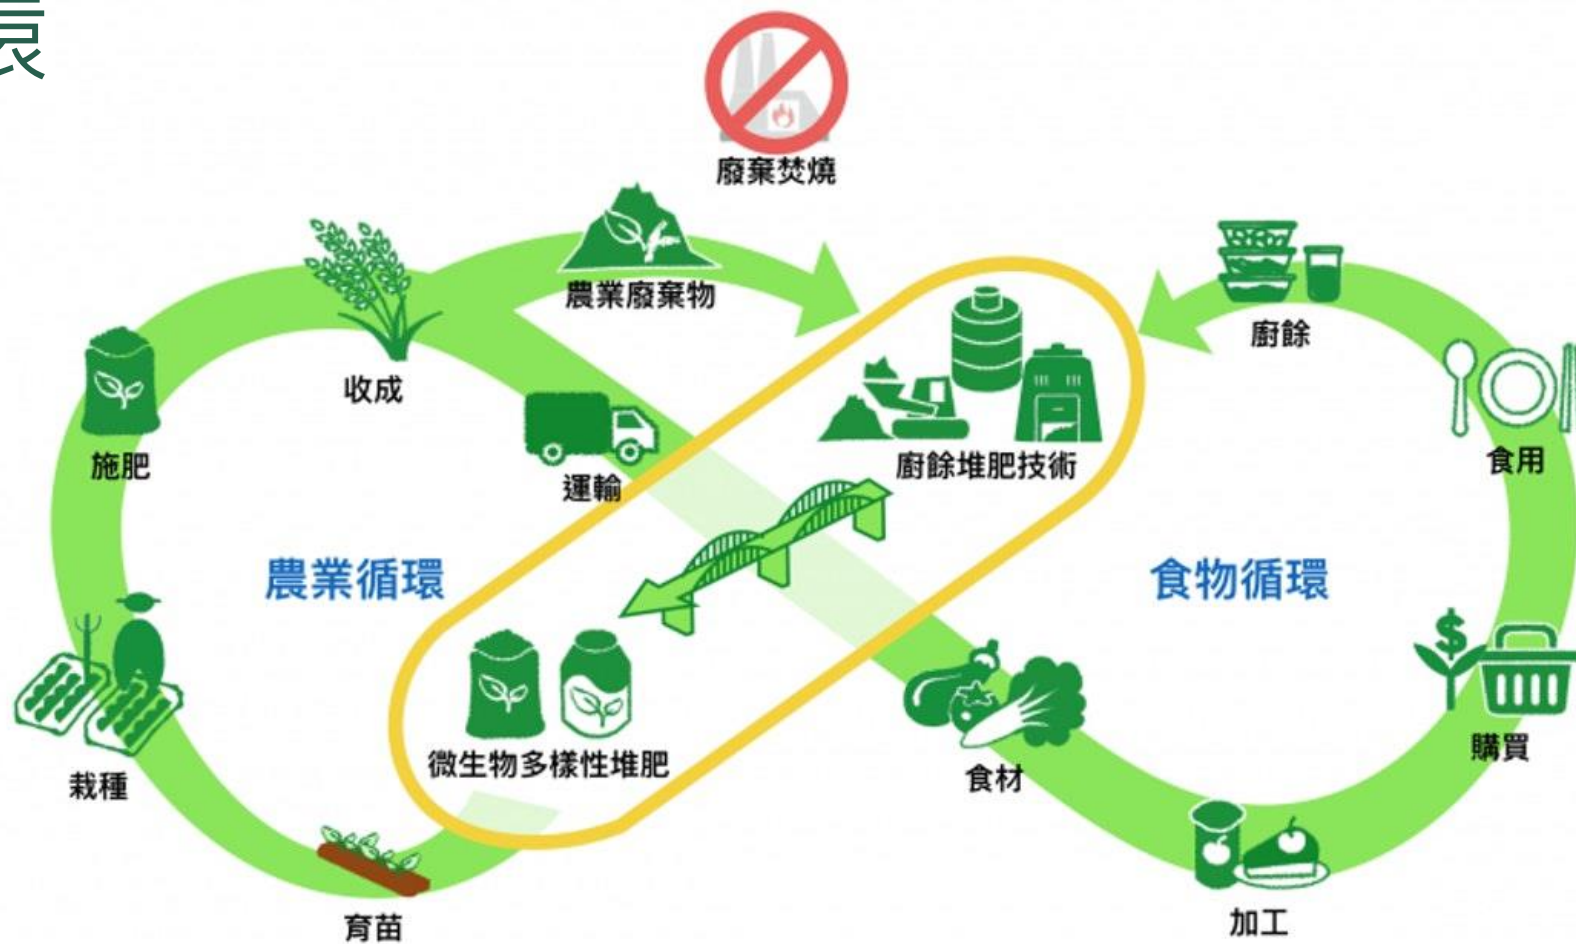 環
廢棄焚燒
農業廢棄物
廚餘
收成
施肥
運輸
廚餘堆肥技術
食用
農業循環
食物循環
微生物多樣性堆肥
栽種
食材
購買
育苗
加工
$